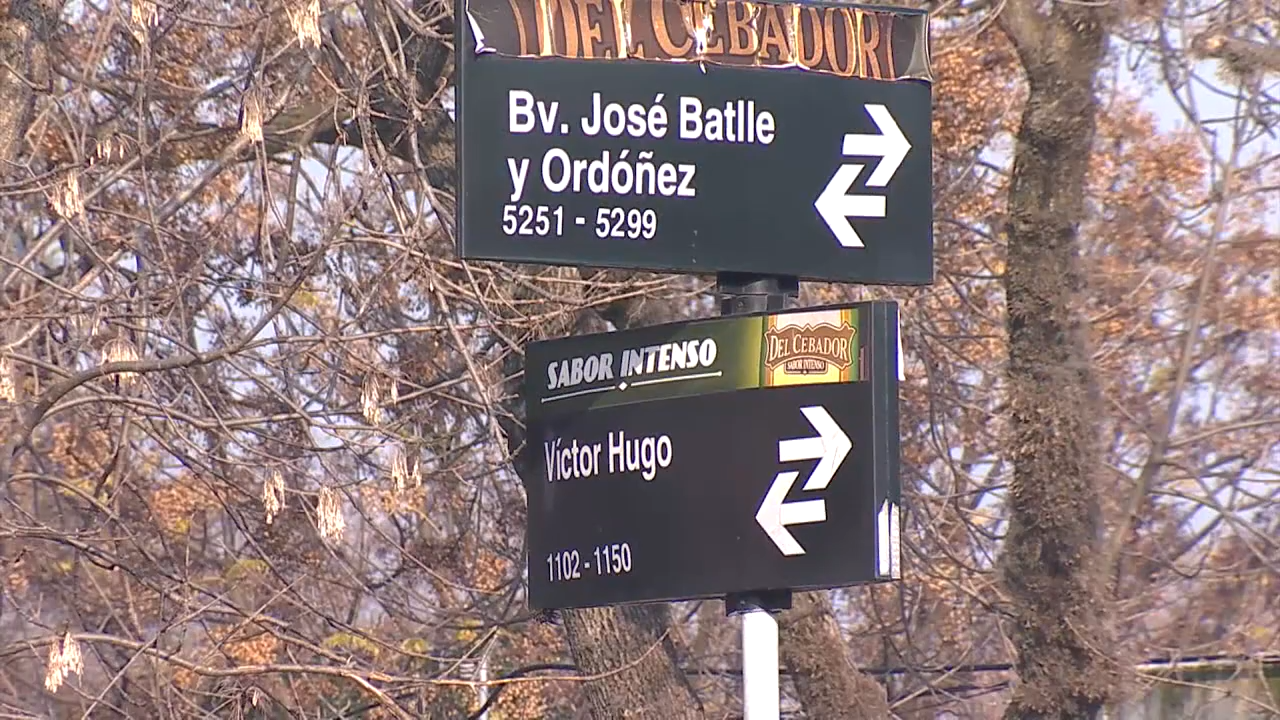 DEL CEBADOR
Bv. José Batlle
y Ordóñez
5251 - 5299
SABOR INTENSO
DEL CEBADOR
SABOR INTENSO
Víctor Hugo
1102 - 1150